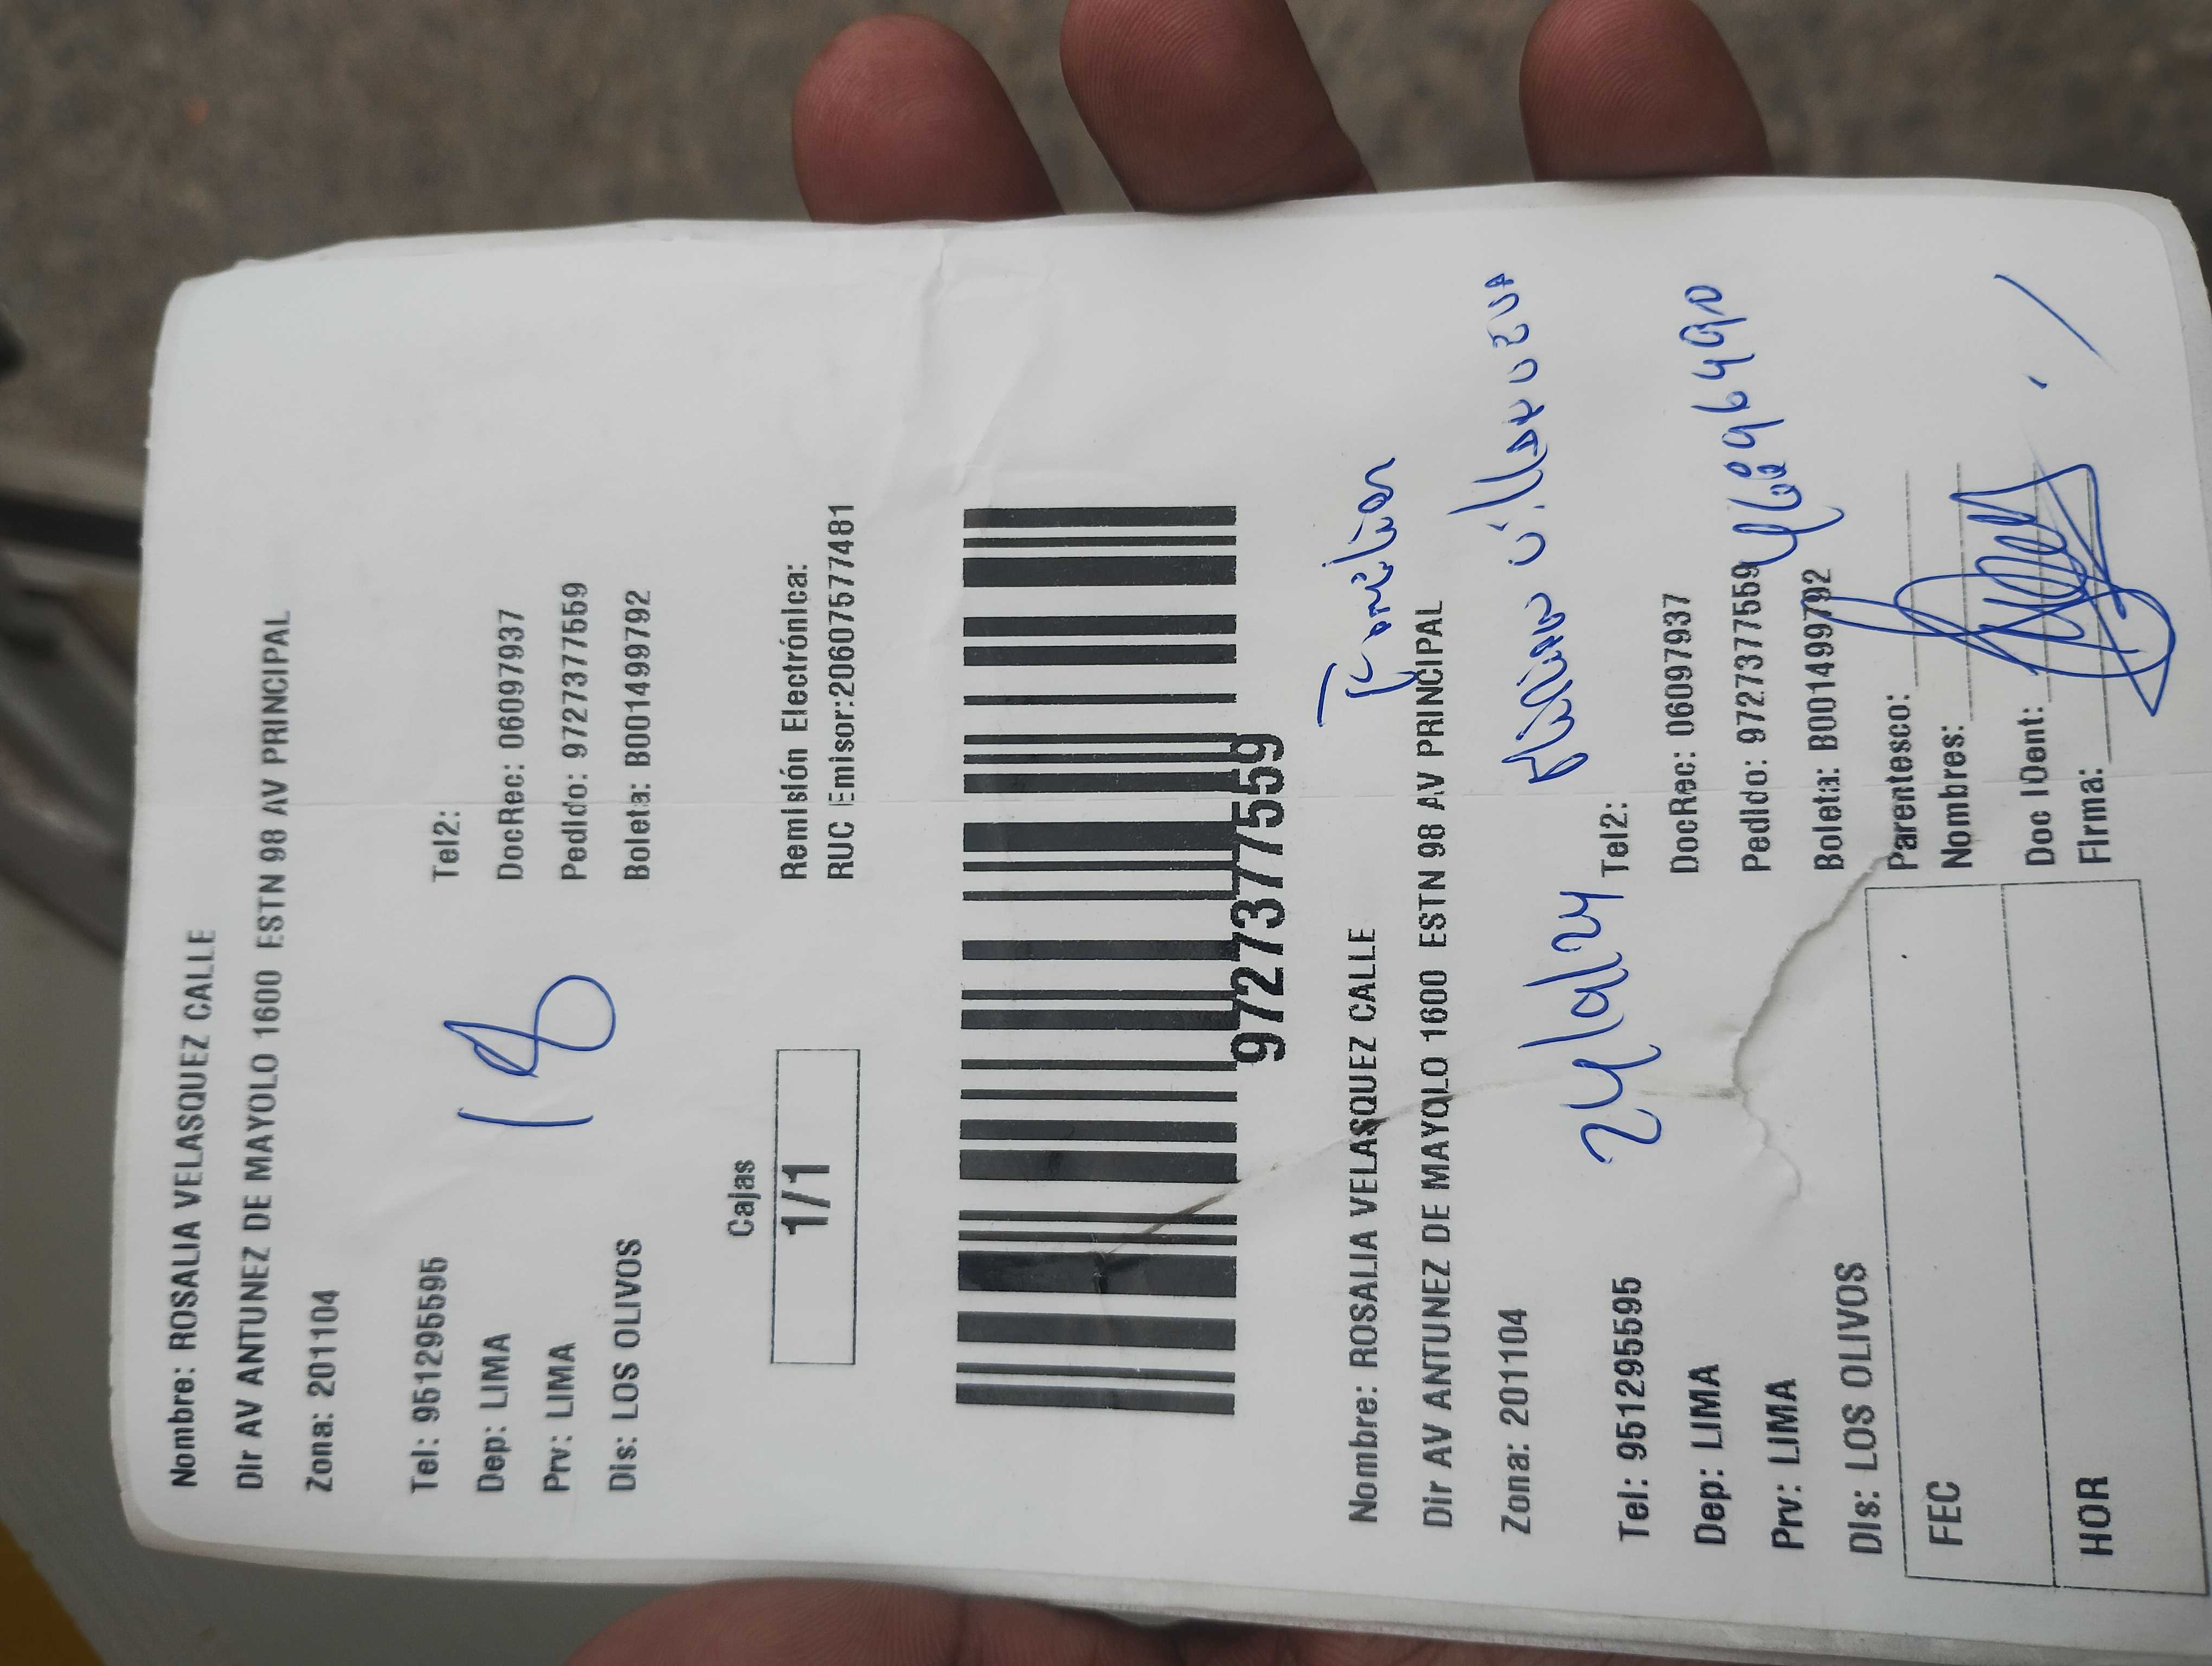 Nombre: ROSALIA VELASQUEZ CALLE
Dir AV ANTUNEZ DE MAYOLO 1600 ESTN 98 AV PRINCIPAL
Zona: 201104
Tel: 951295595 Tel2:
Dep: LIMA DocRec: 06097937
Prv: LIMA Pedido: 9727377559
Dis: LOS OLIVOS Boleta: B001499792
18
Cajas
1/1
Remisión Electrónica:
RUC Emisor:20607577481
9727377559
Nombre: ROSALIA VELASQUEZ CALLE
Dir AV ANTUNEZ DE MAYOLO 1600 ESTN 98 AV PRINCIPAL
Zona: 201104
24/9/24
Tel: 951295595 Tel2:
Dep: LIMA DocRec: 06097937
Prv: LIMA Pedido: 9727377559
Dis: LOS OLIVOS Boleta: B001499792
FEC
HOR
Parentesco:
Nombres:
Doc IDent:
Firma: